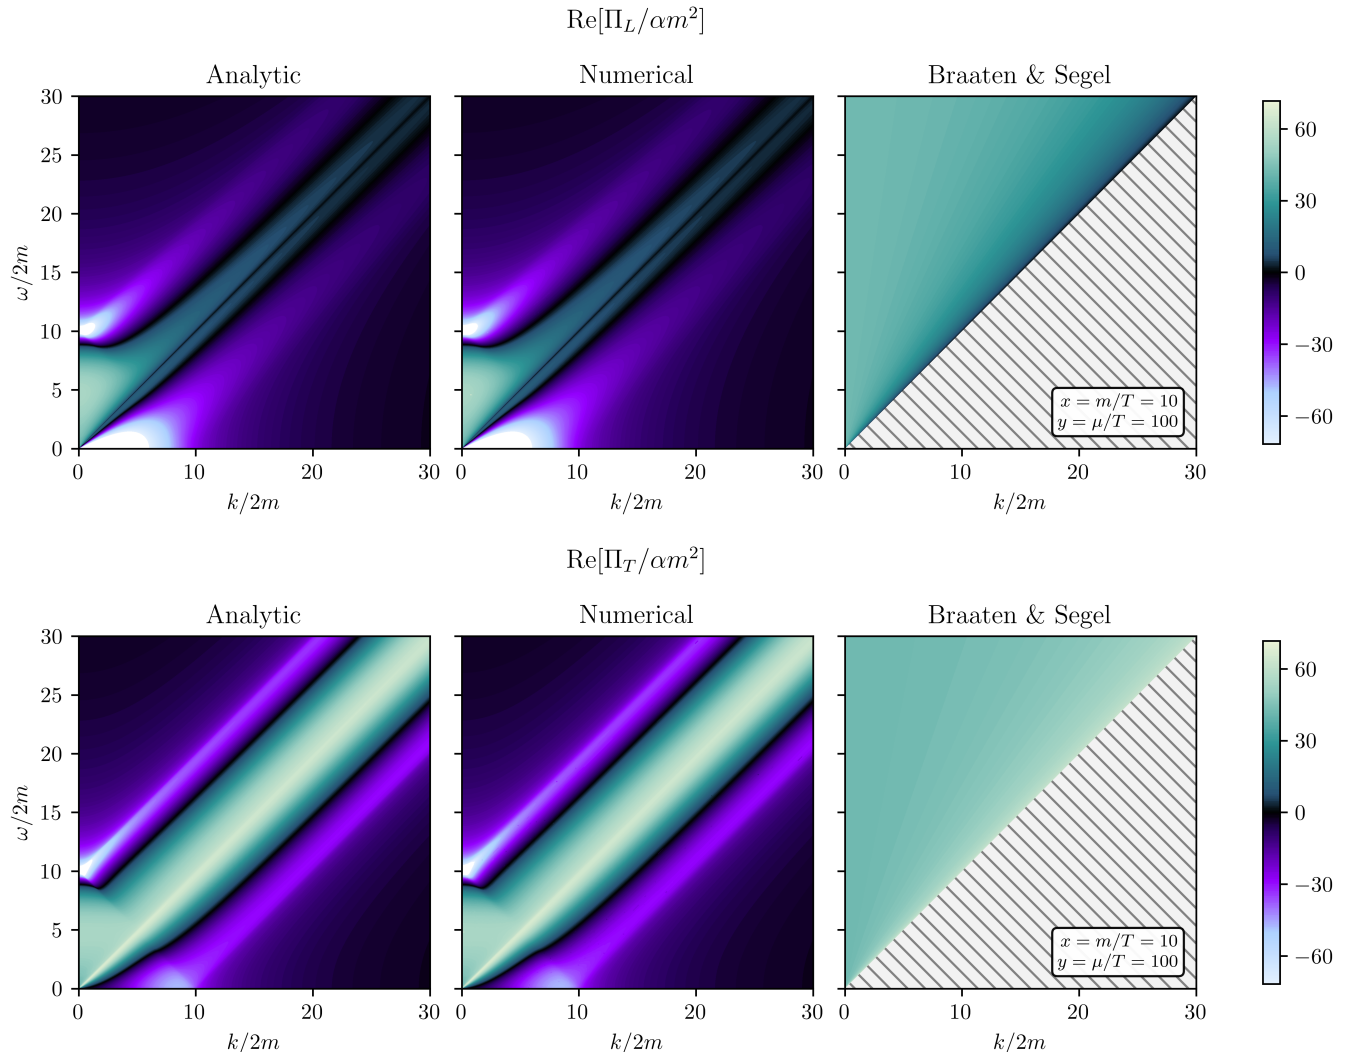 Re[Π_L/αm²]
Analytic Numerical Braaten & Segel
30
25
20
15
10
5
0
ω/2m
0 10 20 30
0 10 20 30
0 10 20 30
k/2m k/2m k/2m
x = m/T = 10
y = μ/T = 100
60
30
0
−30
−60
Re[Π_T/αm²]
Analytic Numerical Braaten & Segel
30
25
20
15
10
5
0
ω/2m
0 10 20 30
0 10 20 30
0 10 20 30
k/2m k/2m k/2m
x = m/T = 10
y = μ/T = 100
60
30
0
−30
−60